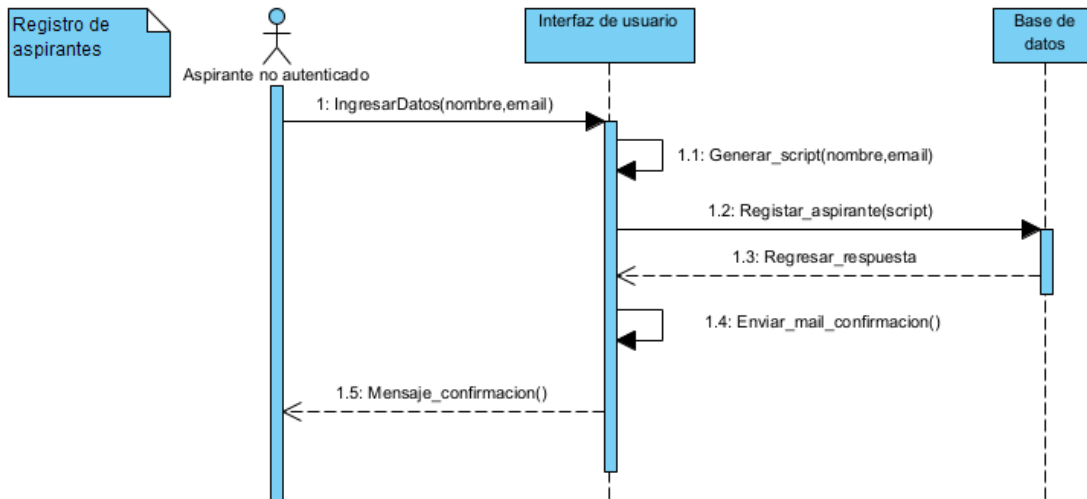 Registro de
aspirantes
Aspirante no autenticado
Interfaz de usuario
Base de
datos
1: IngresarDatos(nombre,email)
1.1: Generar_script(nombre,email)
1.2: Registar_aspirante(script)
1.3: Regresar_respuesta
1.4: Enviar_mail_confirmacion()
1.5: Mensaje_confirmacion()